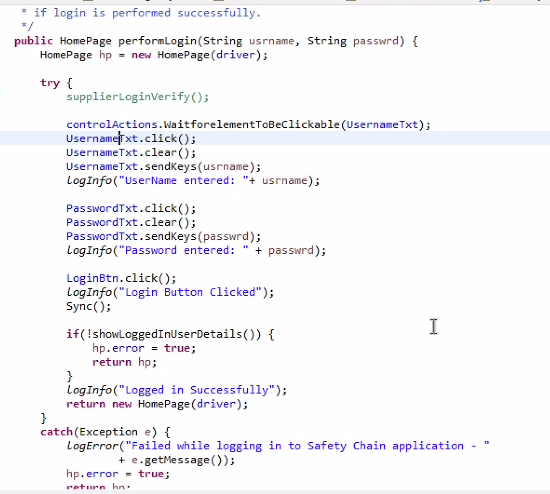 * if login is performed successfully.
*/
public HomePage performLogin(String usrname, String passwrd) {
HomePage hp = new HomePage(driver);
try {
supplierLoginVerify();
controlActions.WaitforelementToBeClickable(UsernameTxt);
UsernameTxt.click();
UsernameTxt.clear();
UsernameTxt.sendKeys(usrname);
logInfo("UserName entered: "+ usrname);
PasswordTxt.click();
PasswordTxt.clear();
PasswordTxt.sendKeys(passwrd);
logInfo("Password entered: " + passwrd);
LoginBtn.click();
logInfo("Login Button Clicked");
Sync();
if(!showLoggedInUserDetails()) {
hp.error = true;
return hp;
}
logInfo("Logged in Successfully");
return new HomePage(driver);
}
catch(Exception e) {
logError("Failed while logging in to Safety Chain application - "
+ e.getMessage());
hp.error = true;
return hp;